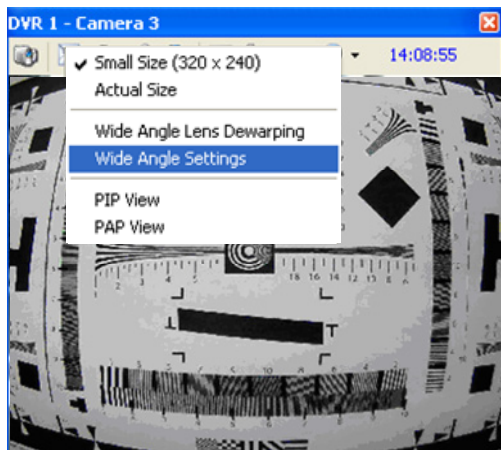 DVR 1 - Camera 3
14:08:55
Small Size (320 x 240)
Actual Size
Wide Angle Lens Dewarping
Wide Angle Settings
PIP View
PAP View